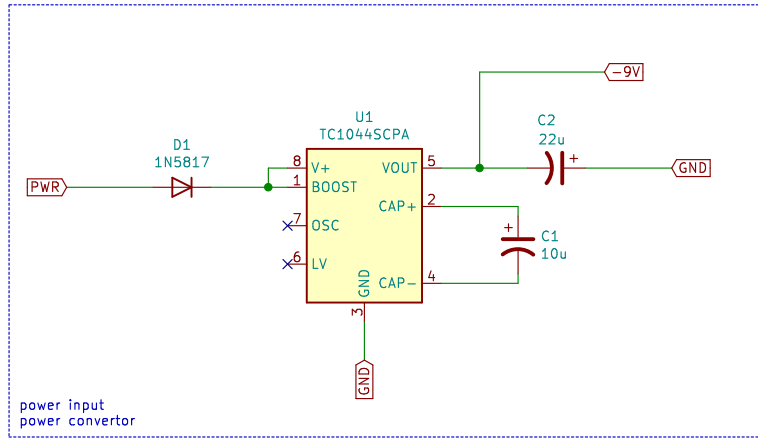 -9V
C2
22u
+
GND
U1
TC1044SCPA
D1
1N5817
PWR
8
V+
1
BOOST
7
OSC
6
LV
VOUT
5
CAP+
2
CAP-
4
GND
3
+
C1
10u
GND
power input
power convertor